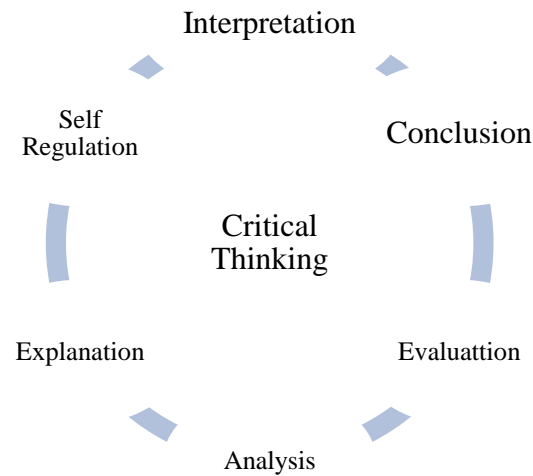 Interpretation
Self
Regulation
Conclusion
Critical
Thinking
Explanation
Evaluattion
Analysis